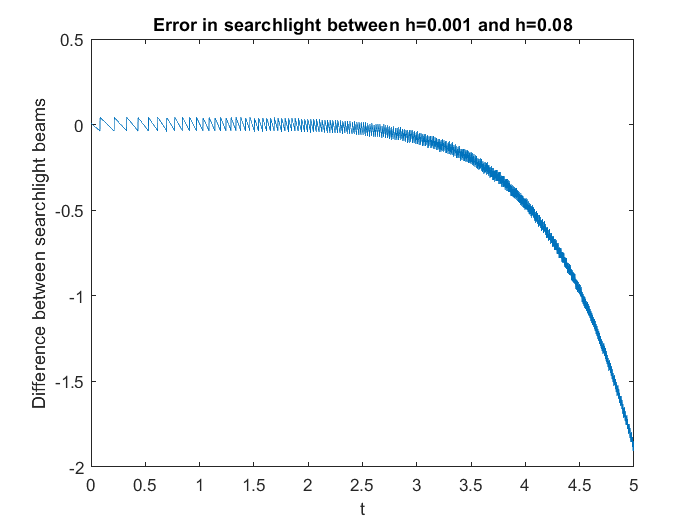 Error in searchlight between h=0.001 and h=0.08
Difference between searchlight beams
0.5
0
-0.5
-1
-1.5
-2
0 0.5 1 1.5 2 2.5 3 3.5 4 4.5 5
t